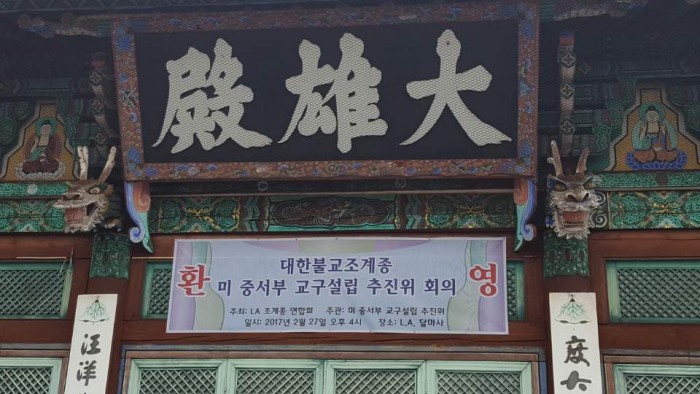 大雄殿
환영
대한불교조계종
미 중서부 교구설립 추진위 회의
주최: LA 조계종 연합회 주관: 미 중서부 교구설립 추진위
일시: 2017년 2월 27일 오후 4시 장소: L.A. 달마사
廣大
汪洋